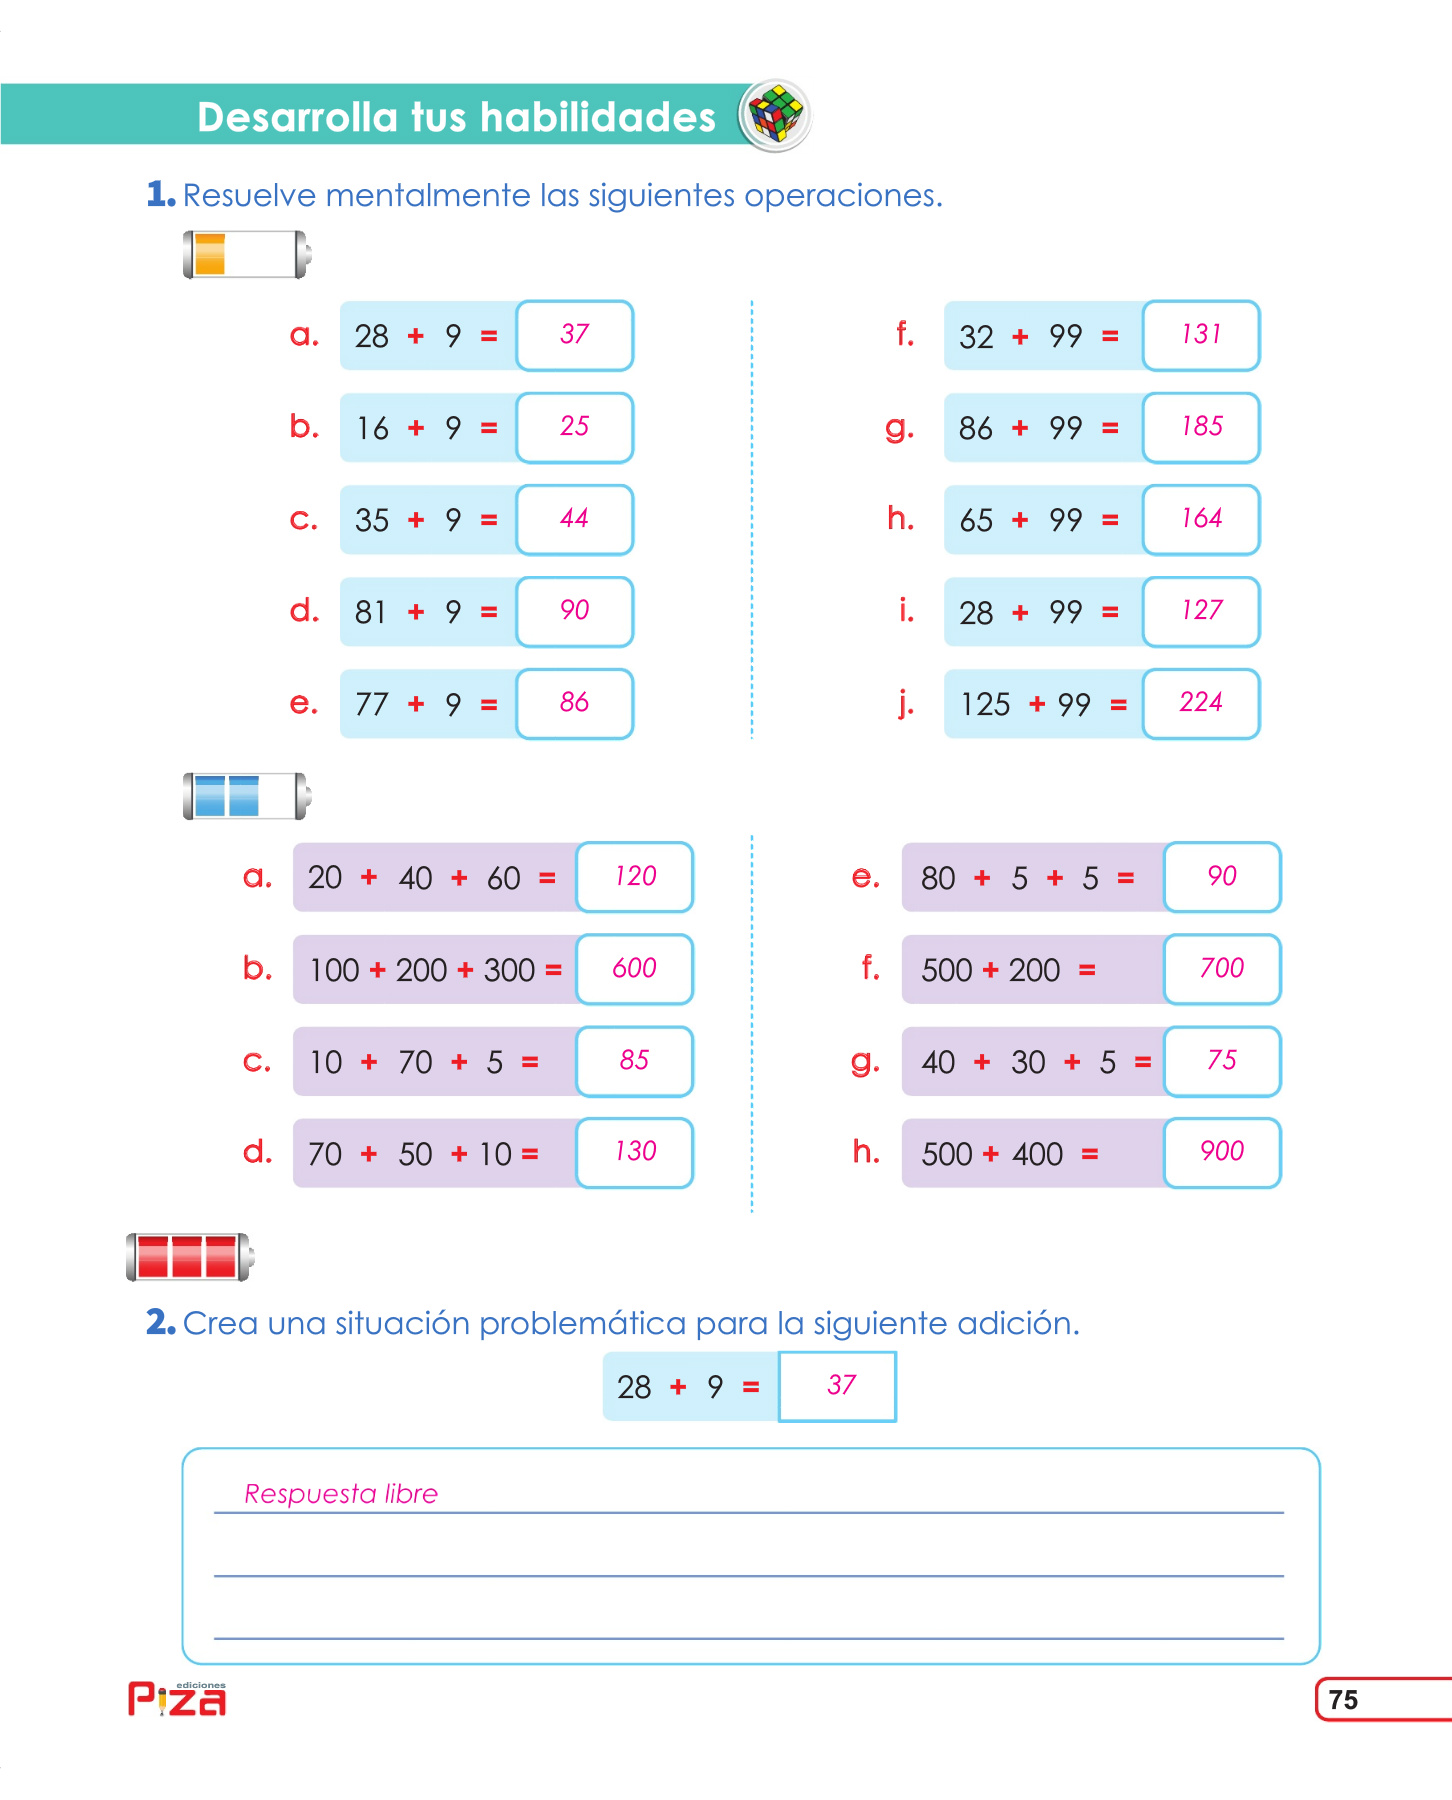 Desarrolla tus habilidades
1. Resuelve mentalmente las siguientes operaciones.
a. 28 + 9 = 37
b. 16 + 9 = 25
c. 35 + 9 = 44
d. 81 + 9 = 90
e. 77 + 9 = 86
f. 32 + 99 = 131
g. 86 + 99 = 185
h. 65 + 99 = 164
i. 28 + 99 = 127
j. 125 + 99 = 224
a. 20 + 40 + 60 = 120
b. 100 + 200 + 300 = 600
c. 10 + 70 + 5 = 85
d. 70 + 50 + 10 = 130
e. 80 + 5 + 5 = 90
f. 500 + 200 = 700
g. 40 + 30 + 5 = 75
h. 500 + 400 = 900
2. Crea una situación problemática para la siguiente adición.
28 + 9 = 37
Respuesta libre
ediciones
Piza
75